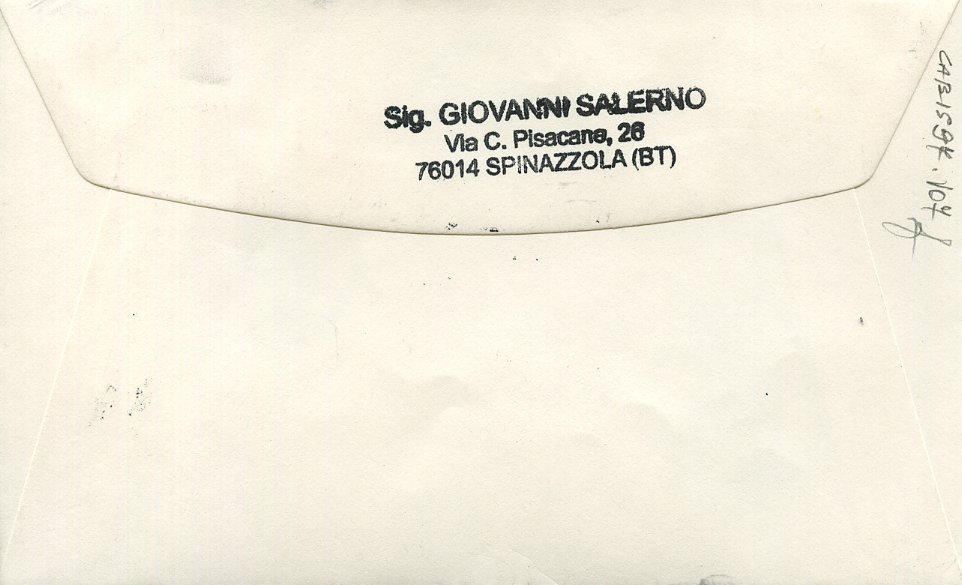 Sig. GIOVANNI SALERNO
Via C. Pisacane, 26
76014 SPINAZZOLA (BT)